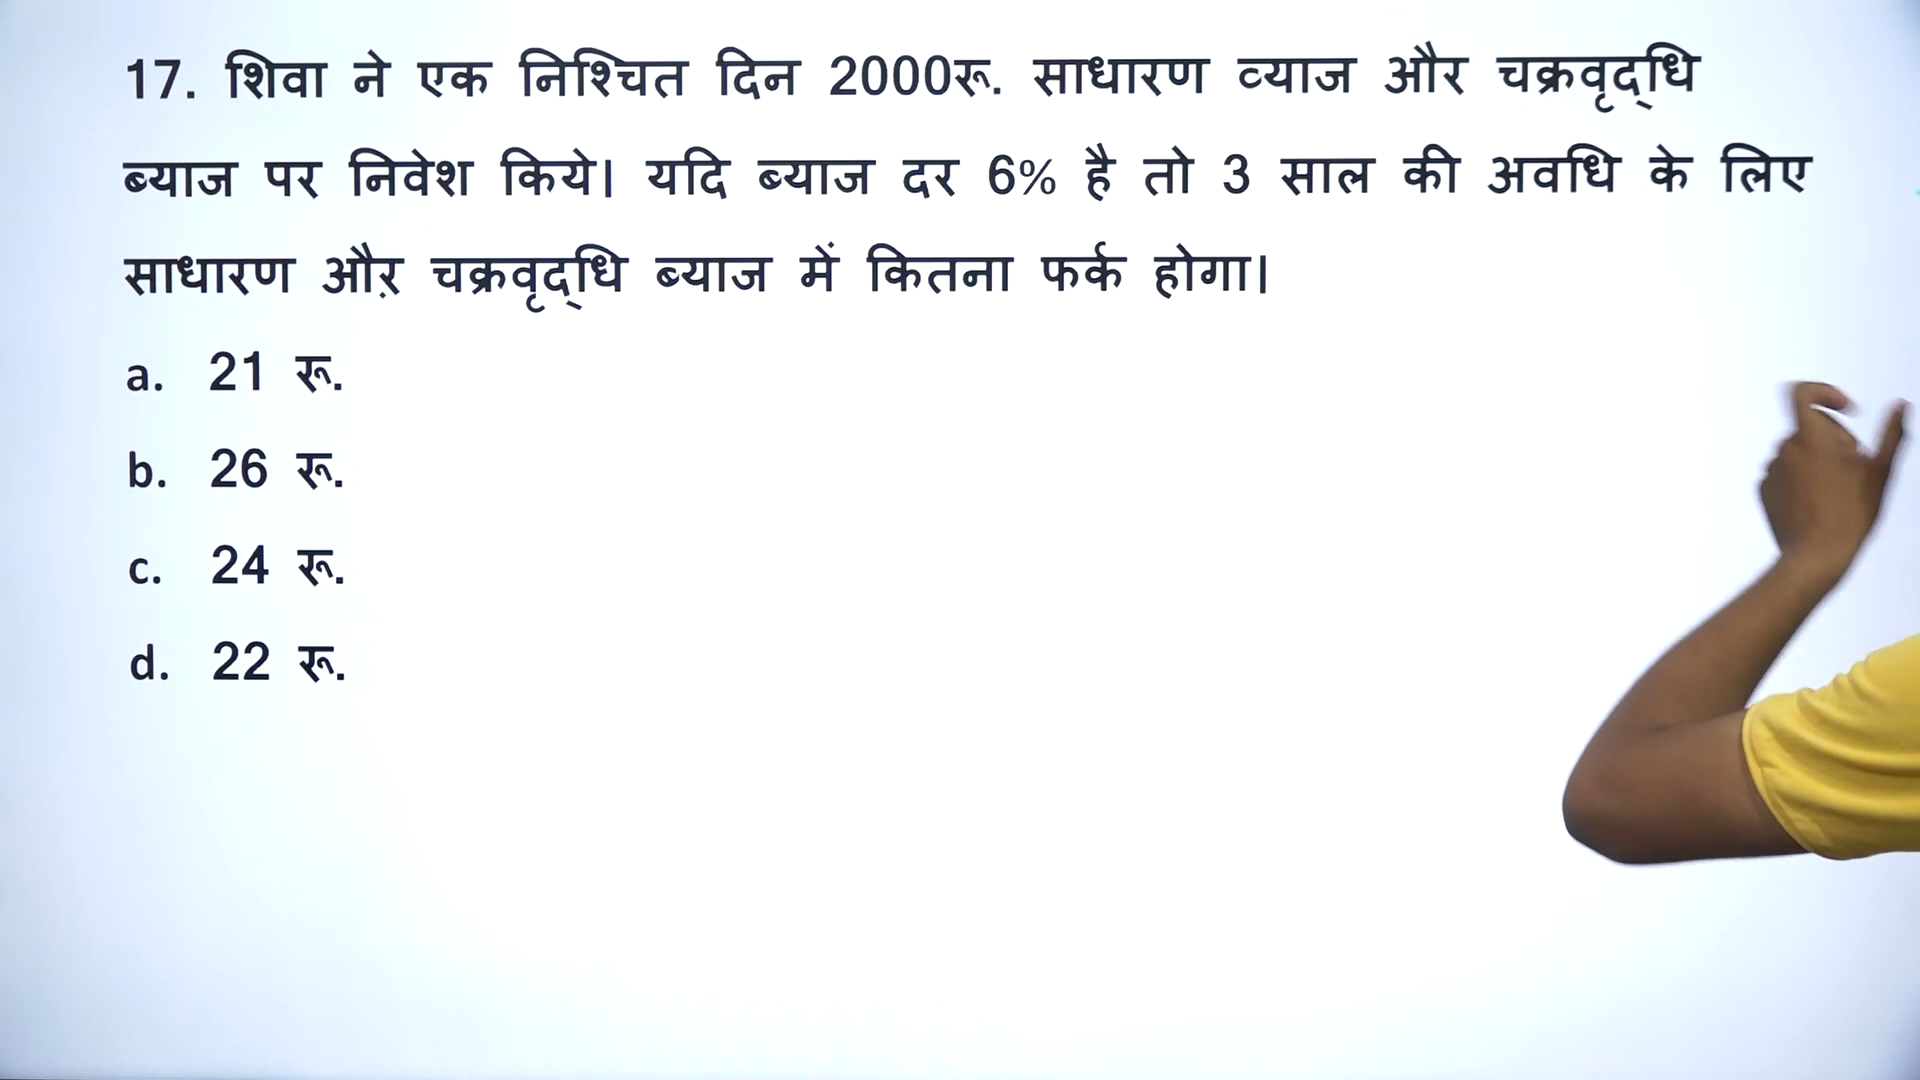 17. शिवा ने एक निश्चित दिन 2000रू. साधारण व्याज और चक्रवृद्‌धि
ब्याज पर निवेश किये। यदि ब्याज दर 6% है तो 3 साल की अवधि के लिए
साधारण औऱ चक्रवृद्‌धि ब्याज में कितना फर्क होगा।
a. 21 रू.
b. 26 रू.
c. 24 रू.
d. 22 रू.